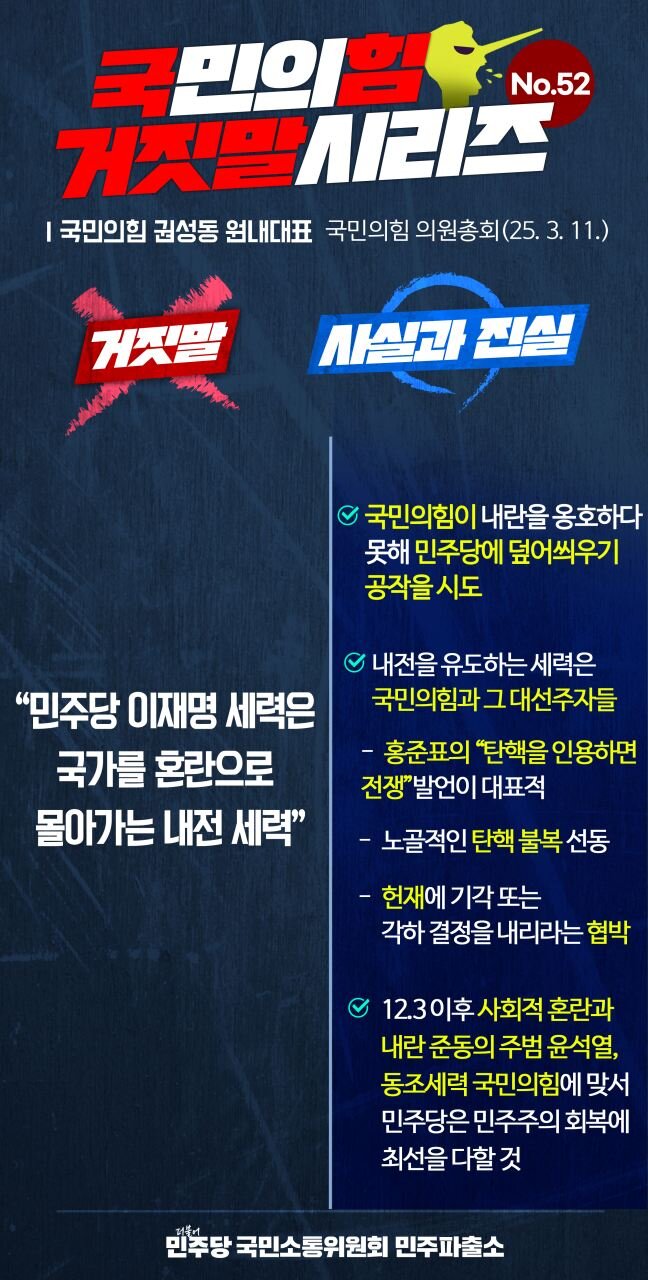 국민의힘
No.52
거짓말시리즈
| 국민의힘 권성동 원내대표 국민의힘 의원총회(25. 3. 11.)
거짓말
사실과 진실
“민주당 이재명 세력은
국가를 혼란으로
몰아가는 내전 세력”
국민의힘이 내란을 옹호하다
못해 민주당에 덮어씌우기
공작을 시도
내전을 유도하는 세력은
국민의힘과 그 대선주자들
- 홍준표의 “탄핵을 인용하면
전쟁”발언이 대표적
- 노골적인 탄핵 불복 선동
- 헌재에 기각 또는
각하 결정을 내리라는 협박
12.3 이후 사회적 혼란과
내란 준동의 주범 윤석열,
동조세력 국민의힘에 맞서
민주당은 민주주의 회복에
최선을 다할 것
더불어
민주당 국민소통위원회 민주파출소